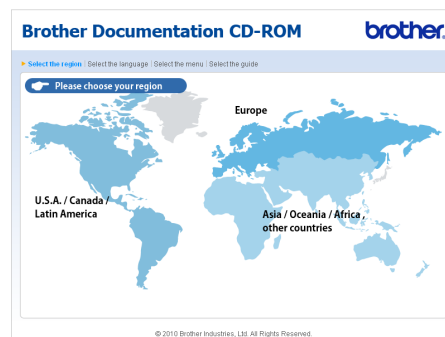 Brother Documentation CD-ROM
brother
Select the region | Select the language | Select the menu | Select the guide
Please choose your region
Europe
U.S.A. / Canada /
Latin America
Asia / Oceania / Africa ,
other countries
© 2010 Brother Industries, Ltd. All Rights Reserved.